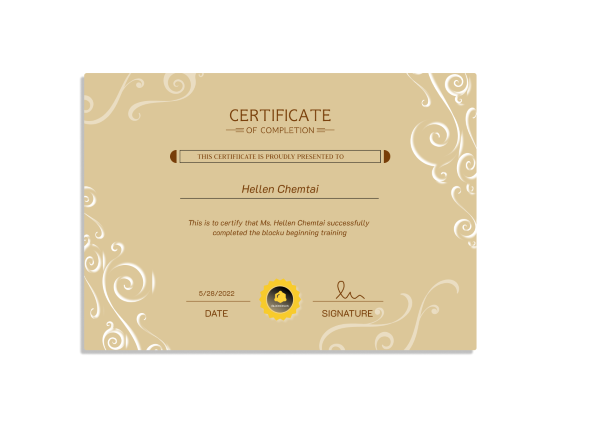 CERTIFICATE
OF COMPLETION
THIS CERTIFICATE IS PROUDLY PRESENTED TO
Hellen Chemtai
This is to certify that Ms. Hellen Chemtai successfully
completed the blocku beginning training
5/28/2022
DATE
SIGNATURE